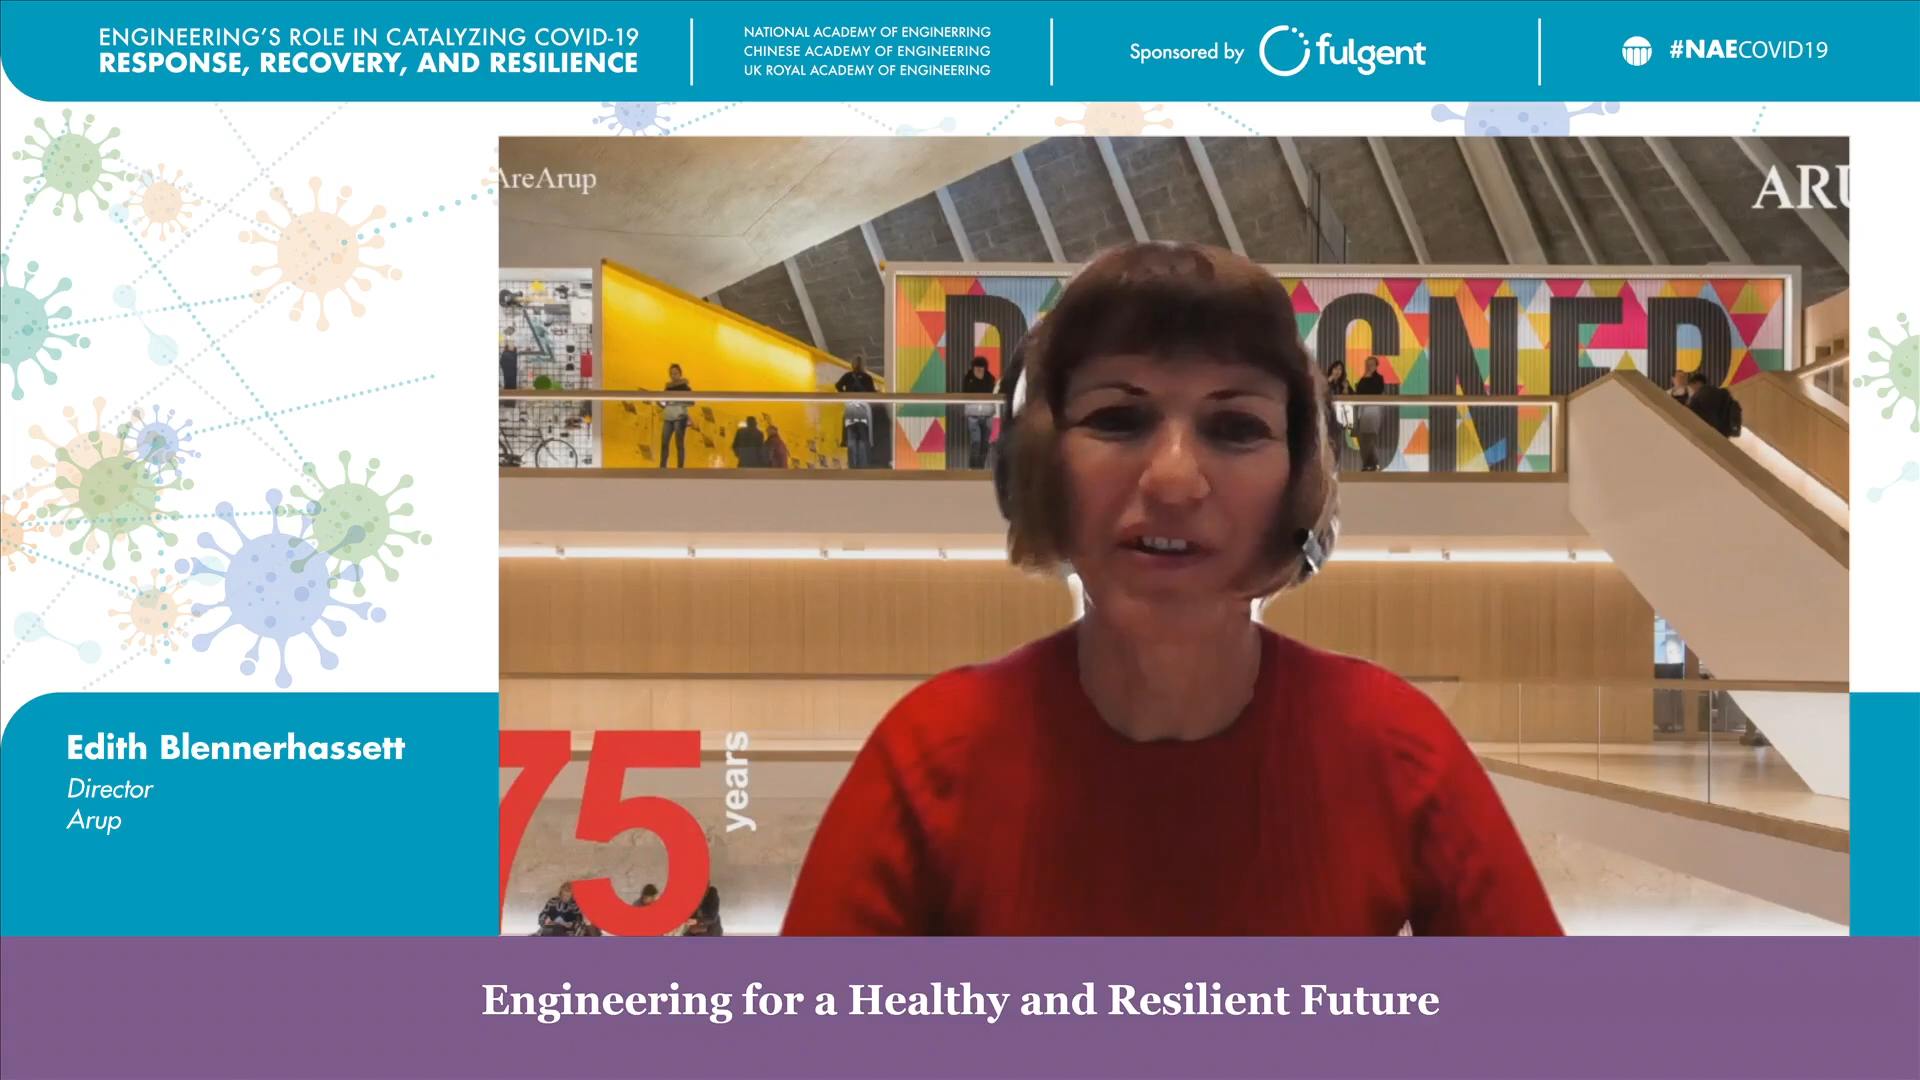 ENGINEERING'S ROLE IN CATALYZING COVID-19
RESPONSE, RECOVERY, AND RESILIENCE
NATIONAL ACADEMY OF ENGINERRING
CHINESE ACADEMY OF ENGINEERING
UK ROYAL ACADEMY OF ENGINEERING
Sponsored by fulgent
#NAECOVID19
AreArup
ARU
75 years
Edith Blennerhassett
Director
Arup
Engineering for a Healthy and Resilient Future